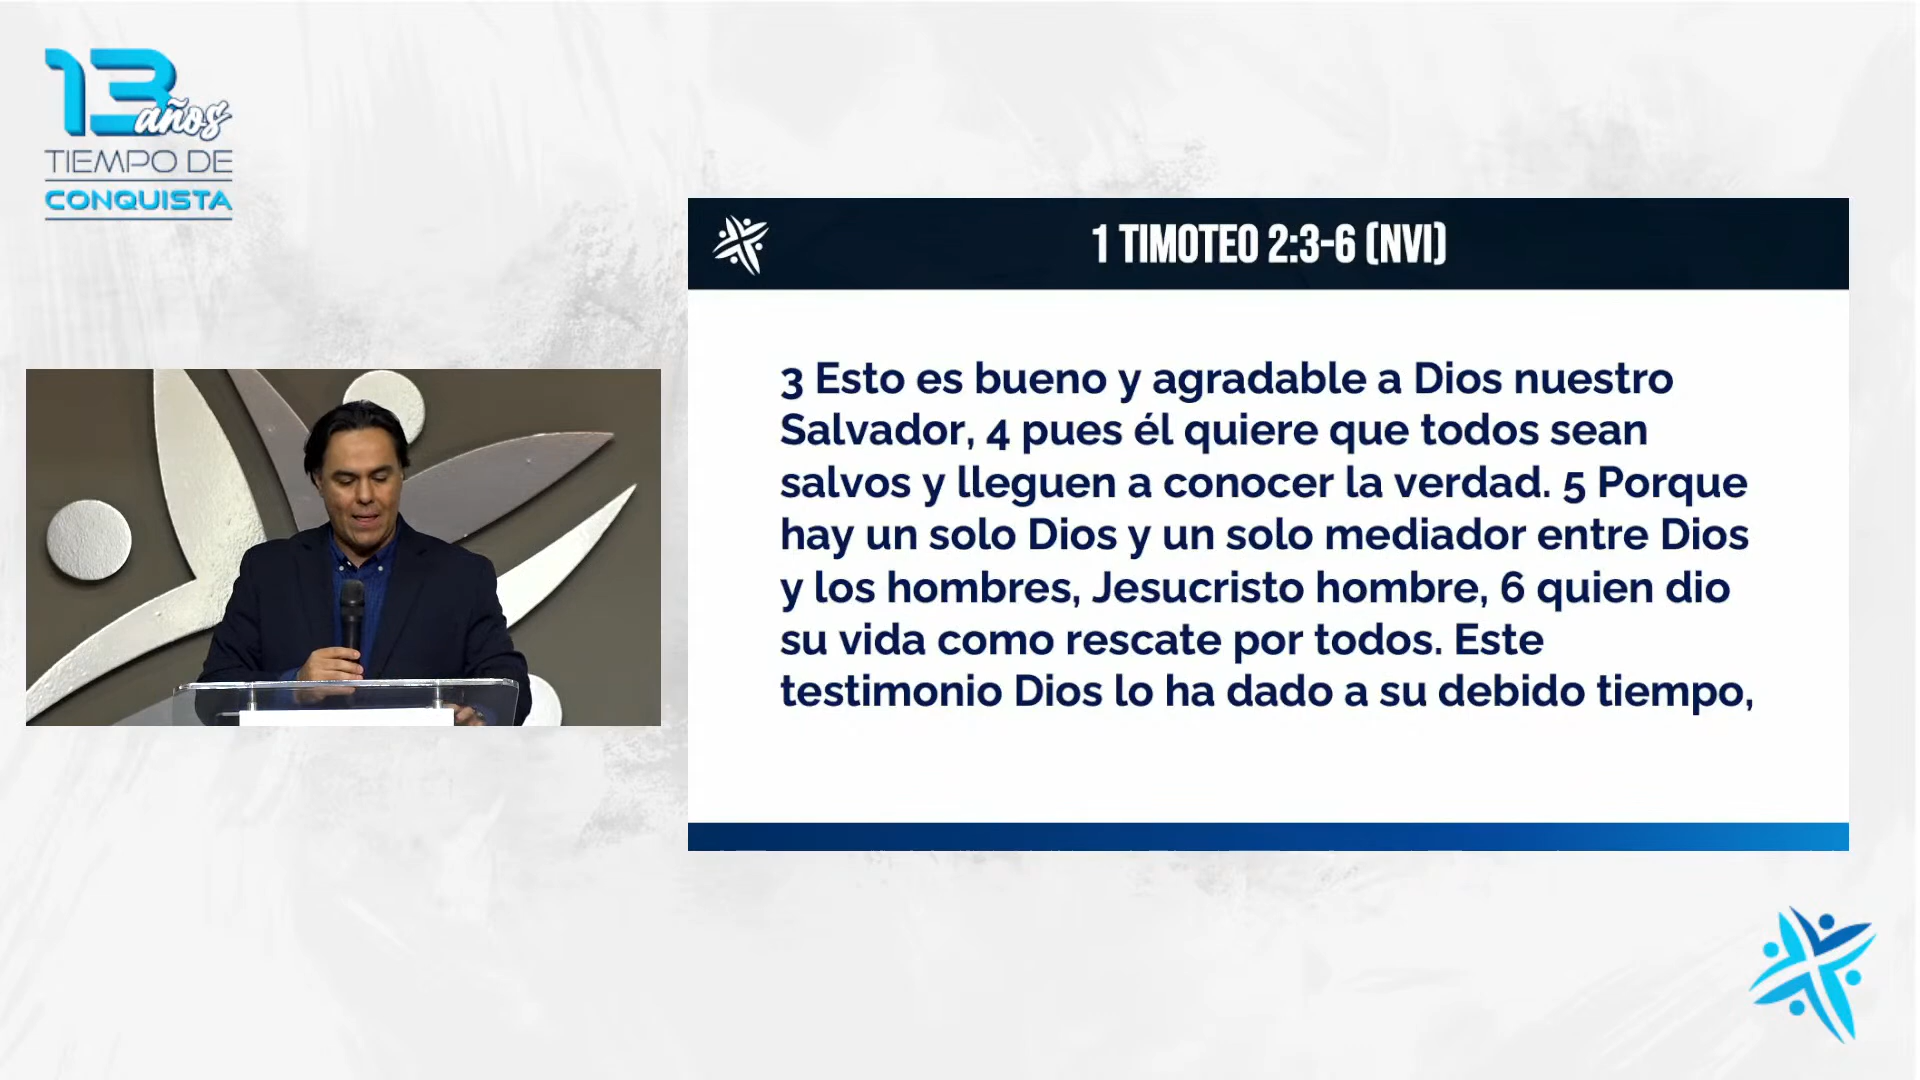 13
años
TIEMPO DE
CONQUISTA
1 TIMOTEO 2:3-6 (NVI)
3 Esto es bueno y agradable a Dios nuestro
Salvador, 4 pues él quiere que todos sean
salvos y lleguen a conocer la verdad. 5 Porque
hay un solo Dios y un solo mediador entre Dios
y los hombres, Jesucristo hombre, 6 quien dio
su vida como rescate por todos. Este
testimonio Dios lo ha dado a su debido tiempo,